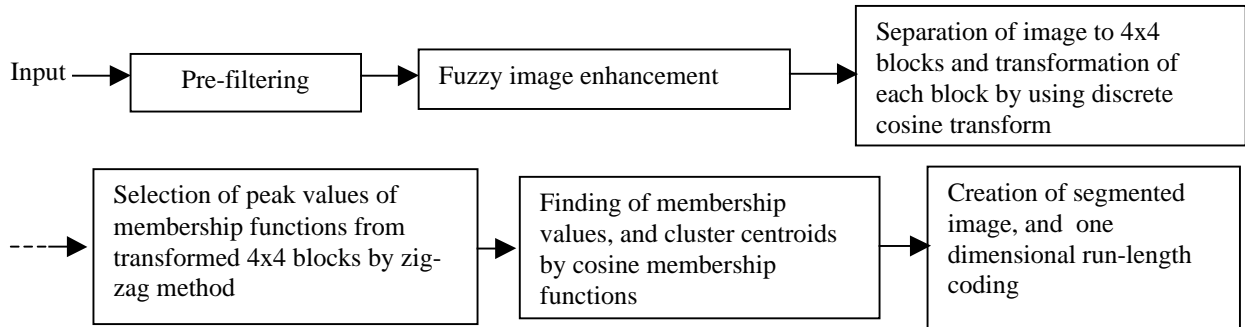 Input
Pre-filtering
Fuzzy image enhancement
Separation of image to 4x4
blocks and transformation of
each block by using discrete
cosine transform
Selection of peak values of
membership functions from
transformed 4x4 blocks by zig-
zag method
Finding of membership
values, and cluster centroids
by cosine membership
functions
Creation of segmented
image, and one
dimensional run-length
coding